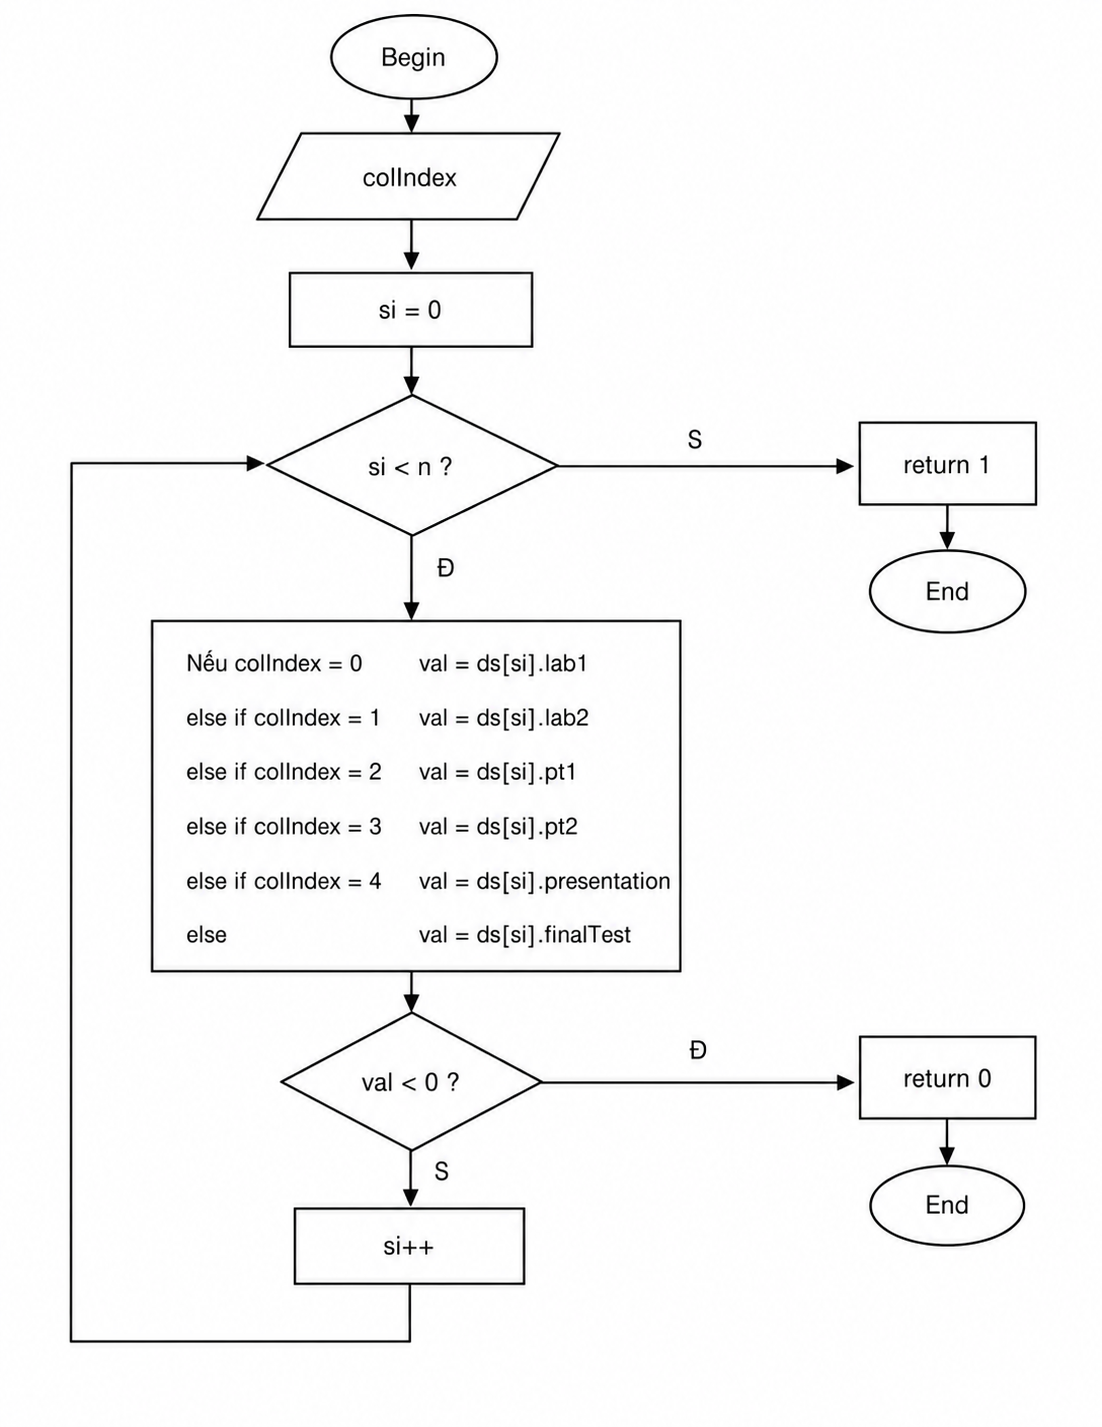 Begin
colIndex
si = 0
si < n ?
S
return 1
End
Đ
Nếu colIndex = 0 val = ds[si].lab1
else if colIndex = 1 val = ds[si].lab2
else if colIndex = 2 val = ds[si].pt1
else if colIndex = 3 val = ds[si].pt2
else if colIndex = 4 val = ds[si].presentation
else val = ds[si].finalTest
val < 0 ?
Đ
return 0
End
S
si++